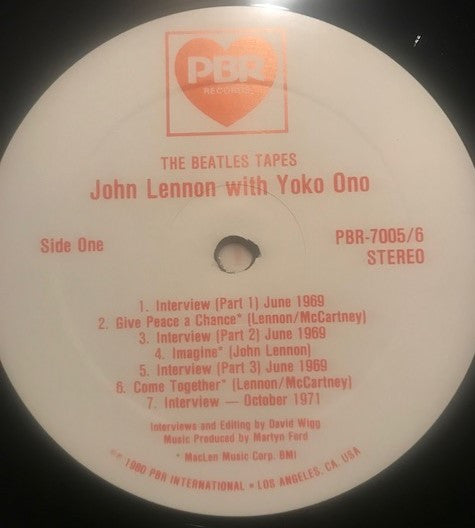 PBR
RECORDS
THE BEATLES TAPES
John Lennon with Yoko Ono
Side One
PBR-7005/6
STEREO
1. Interview (Part 1) June 1969
2. Give Peace a Chance* (Lennon/McCartney)
3. Interview (Part 2) June 1969
4. Imagine* (John Lennon)
5. Interview (Part 3) June 1969
6. Come Together* (Lennon/McCartney)
7. Interview — October 1971
Interviews and Editing by David Wigg
Music Produced by Martyn Ford
* MacLen Music Corp. BMI
1980 PBR INTERNATIONAL • LOS ANGELES, CA. USA